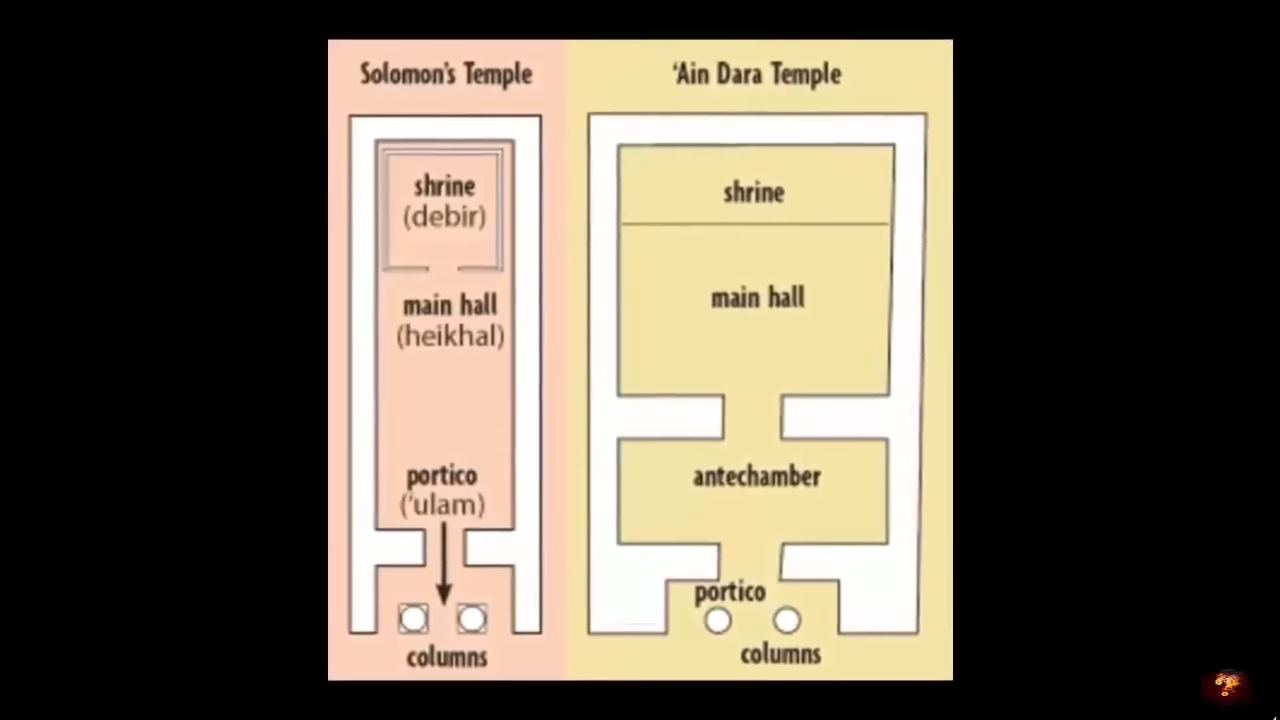 Solomon's Temple
shrine
(debir)
main hall
(heikhal)
portico
('ulam)
columns
'Ain Dara Temple
shrine
main hall
antechamber
portico
columns